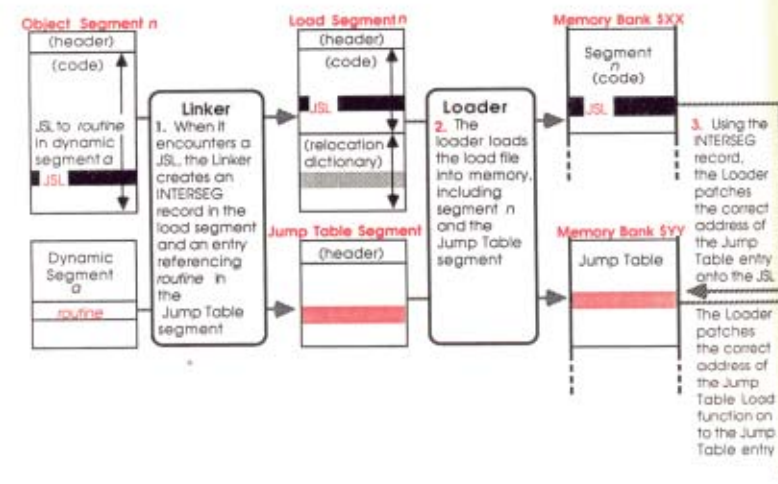 Object Segment n
(header)
(code)
JSL to routine
in dynamic
segment a
JSL
Dynamic
Segment
a
routine
Linker
1. When it
encounters a
JSL, the Linker
creates an
INTERSEG
record in the
load segment
and an entry
referencing
routine in
the
Jump Table
segment
Load Segment n
(header)
(code)
JSL
(relocation
dictionary)
Jump Table Segment
(header)
Loader
2. The
loader loads
the load file
into memory,
including
segment n
and the
Jump Table
segment
Memory Bank $XX
Segment
n
(code)
JSL
Memory Bank $YY
Jump Table
3. Using the
INTERSEG
record,
the Loader
patches
the correct
address of
the Jump
Table entry
onto the JSL
The Loader
patches
the correct
address of
the Jump
Table Load
function on
to the Jump
Table entry